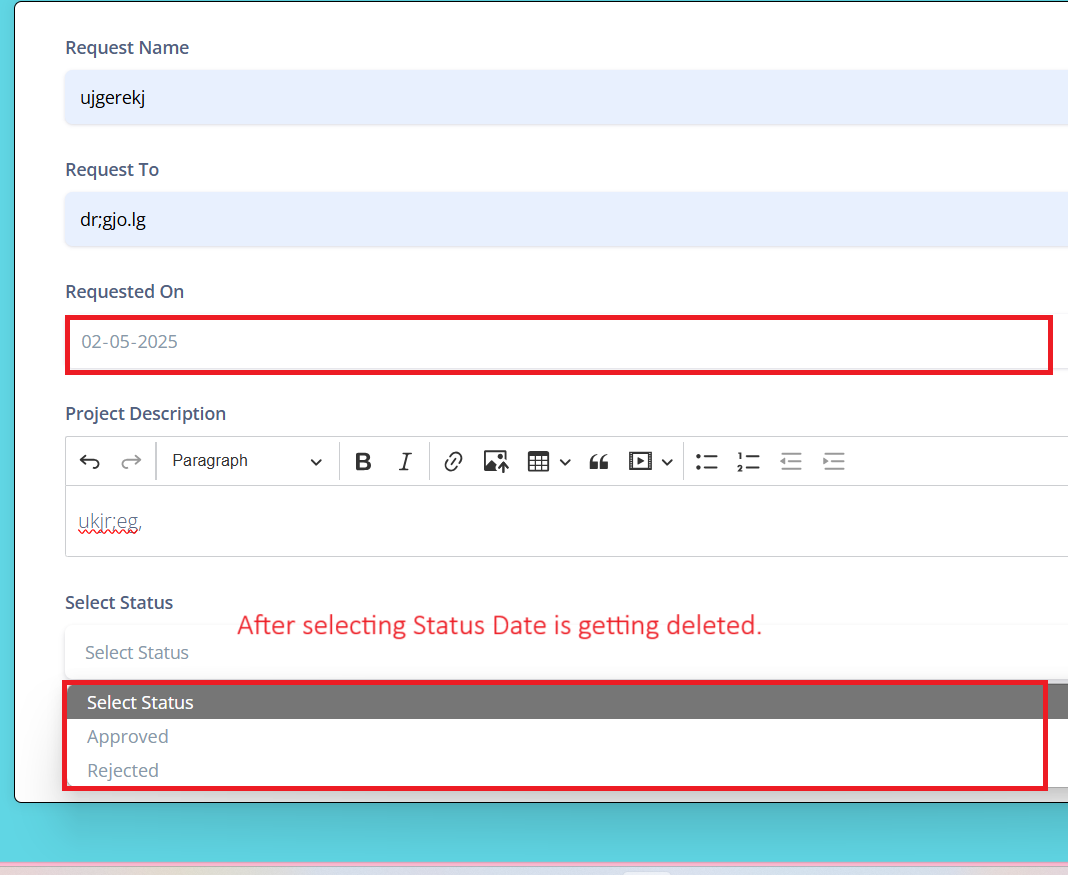 Request Name
ujgerekj
Request To
dr;gjo.lg
Requested On
02-05-2025
Project Description
Paragraph
ukjr;eg,
Select Status
After selecting Status Date is getting deleted.
Select Status
Select Status
Approved
Rejected